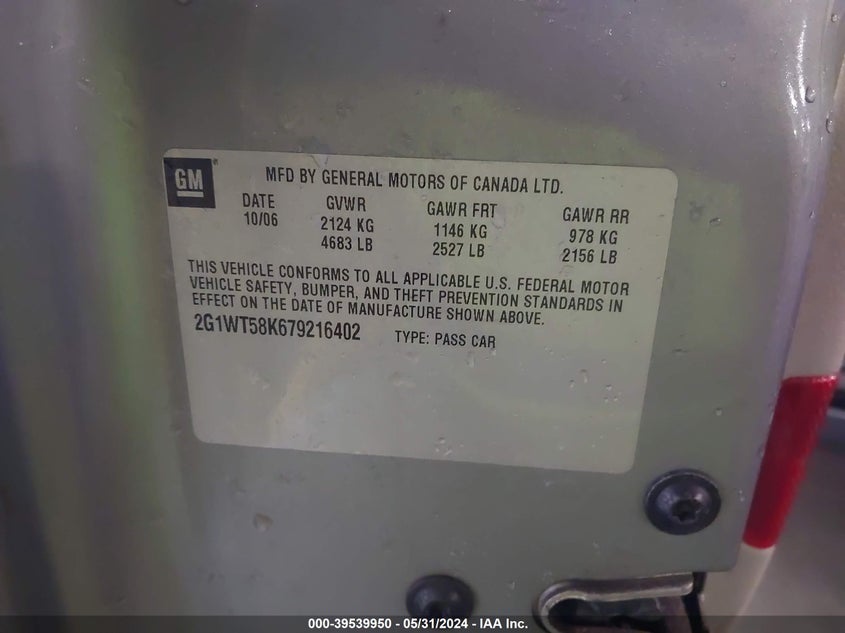 GM
MFD BY GENERAL MOTORS OF CANADA LTD.
DATE GVWR GAWR FRT GAWR RR
10/06 2124 KG 1146 KG 978 KG
4683 LB 2527 LB 2156 LB
THIS VEHICLE CONFORMS TO ALL APPLICABLE U.S. FEDERAL MOTOR
VEHICLE SAFETY, BUMPER, AND THEFT PREVENTION STANDARDS IN
EFFECT ON THE DATE OF MANUFACTURE SHOWN ABOVE.
2G1WT58K679216402 TYPE: PASS CAR
000-39539950 - 05/31/2024 - IAA Inc.